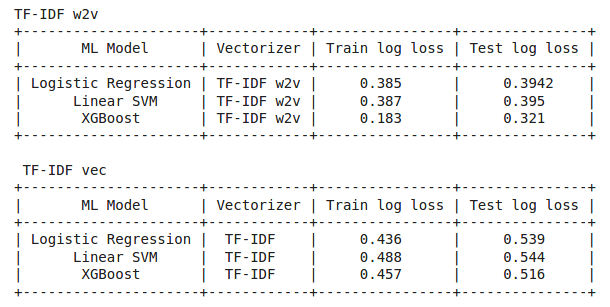 TF-IDF w2v
+---------------------+------------+----------------+---------------+
|       ML Model      | Vectorizer | Train log loss | Test log loss |
+---------------------+------------+----------------+---------------+
| Logistic Regression | TF-IDF w2v |     0.385      |     0.3942    |
|      Linear SVM     | TF-IDF w2v |     0.387      |     0.395     |
|       XGBoost       | TF-IDF w2v |     0.183      |     0.321     |
+---------------------+------------+----------------+---------------+
 TF-IDF vec
+---------------------+------------+----------------+---------------+
|       ML Model      | Vectorizer | Train log loss | Test log loss |
+---------------------+------------+----------------+---------------+
| Logistic Regression |  TF-IDF    |     0.436      |     0.539     |
|      Linear SVM     |  TF-IDF    |     0.488      |     0.544     |
|       XGBoost       |  TF-IDF    |     0.457      |     0.516     |
+---------------------+------------+----------------+---------------+